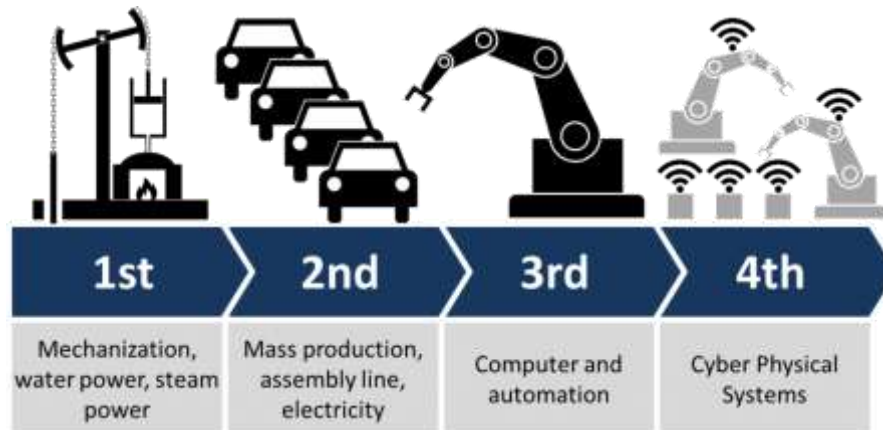 1st
2nd
3rd
4th
Mechanization,
water power, steam
power
Mass production,
assembly line,
electricity
Computer and
automation
Cyber Physical
Systems